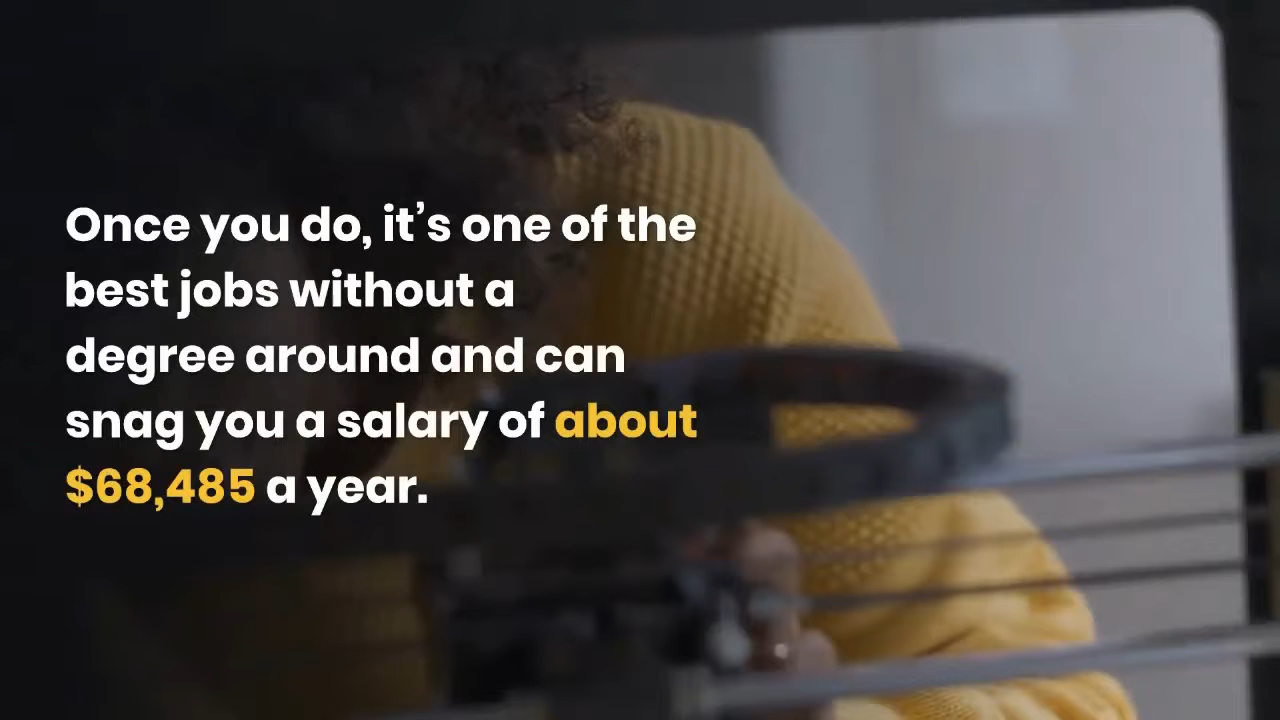 Once you do, it’s one of the
best jobs without a
degree around and can
snag you a salary of about
$68,485 a year.